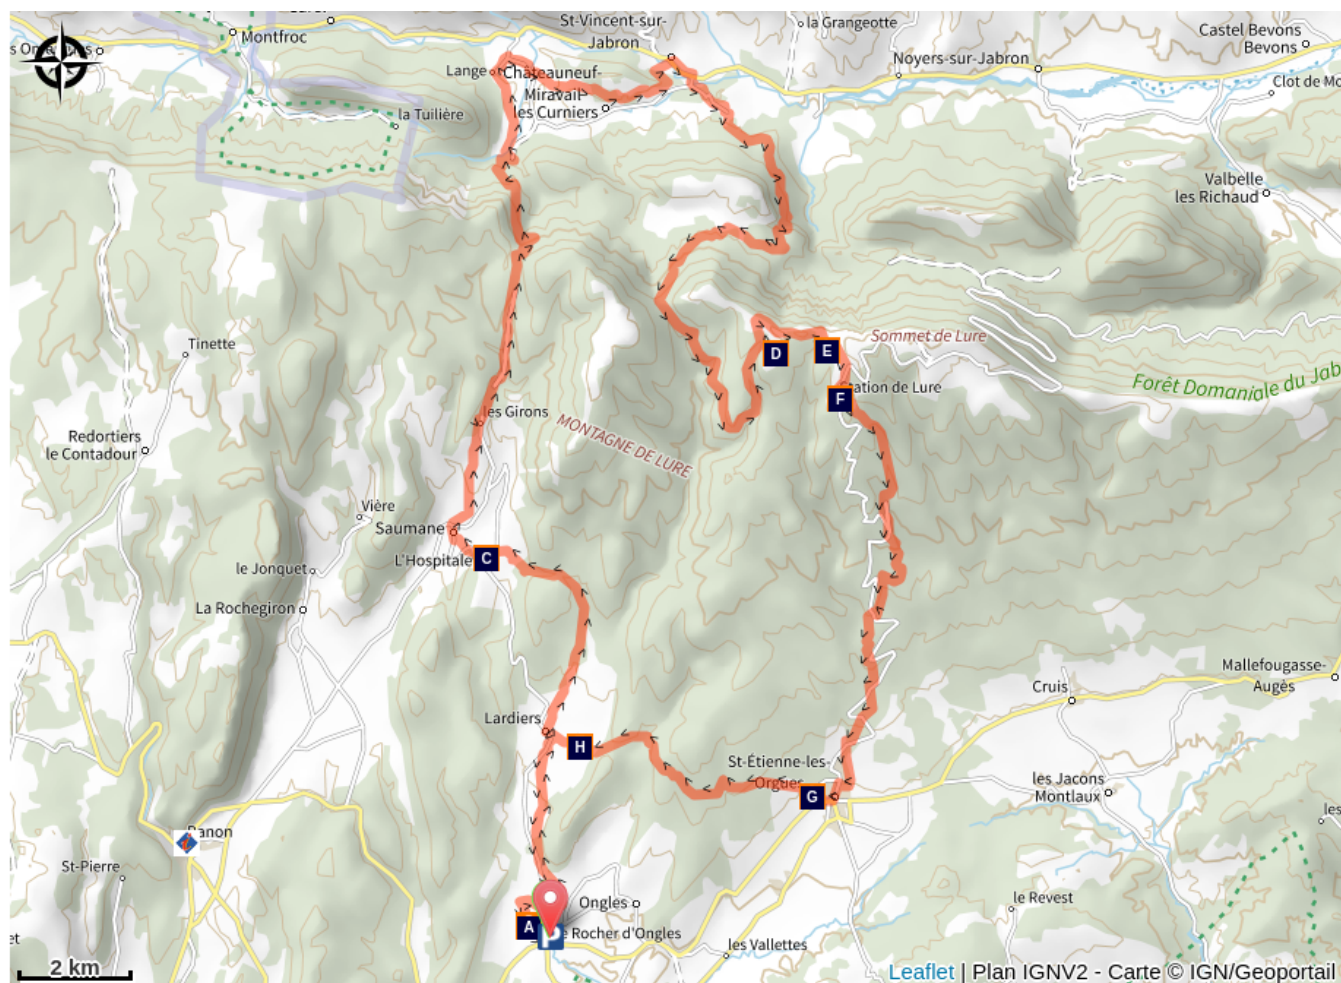 Montfroc
St-Vincent-sur-
Jabron
la Grangeotte
Castel Bevons
Bevons
Noyers-sur-Jabron
Clot de Mo
Lange
Châteauneuf-
Miravail
les Curniers
la Tuilière
Valbelle
les Richaud
Tinette
Sommet de Lure
D
E
Station de Lure
Forêt Domaniale du Jab
F
les Girons
MONTAGNE DE LURE
Redortiers
le Contadour
Vière
Saumane
L'Hospitale
C
le Jonquet
La Rochegiron
Mallefougasse-
Augès
Cruis
Lardiers
H
St-Étienne-les-
Orgues
G
les Jacons
Montlaux
les
Banon
St-Pierre
le Revest
Ongles
A
P
le Rocher d'Ongles
les Vallettes
et
2 km
Leaflet | Plan IGNV2 - Carte © IGN/Geoportail